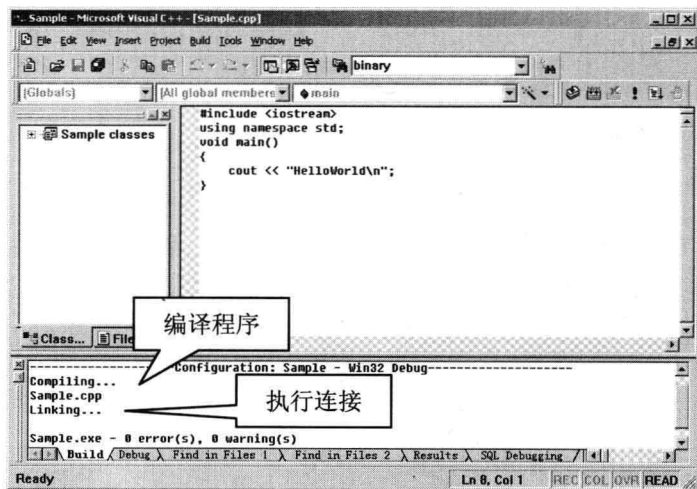 Sample - Microsoft Visual C++ - [Sample.cpp]
File Edit View Insert Project Build Tools Window Help
binary
(Globals) [All global members main
Sample classes
#include <iostream>
using namespace std;
void main()
{
cout << "HelloWorld\n";
}
编译程序
Class... File
Configuration: Sample - Win32 Debug
Compiling...
Sample.cpp
Linking...
执行连接
Sample.exe - 0 error(s), 0 warning(s)
Build Debug Find in Files 1 Find in Files 2 Results SQL Debugging
Ready Ln 8, Col 1 REC COL OVR READ